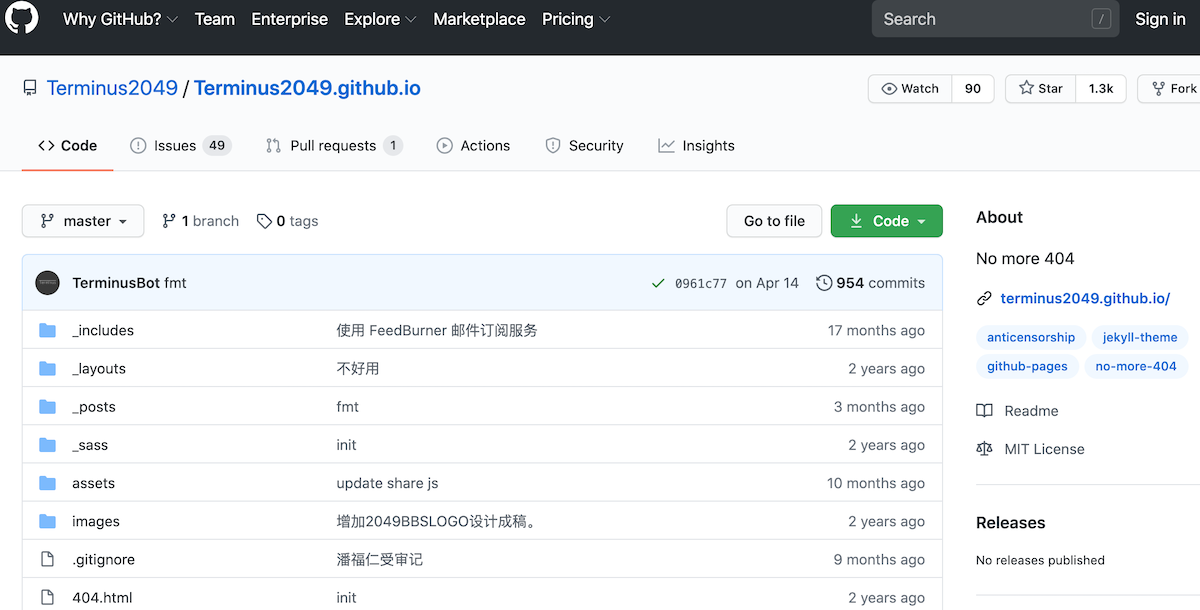 Why GitHub? Team Enterprise Explore Marketplace Pricing Search / Sign in
Terminus2049 / Terminus2049.github.io Watch 90 Star 1.3k Fork
Code Issues 49 Pull requests 1 Actions Security Insights
master 1 branch 0 tags Go to file Code
TerminusBot fmt 0961c77 on Apr 14 954 commits
_includes 使用 FeedBurner 邮件订阅服务 17 months ago
_layouts 不好用 2 years ago
_posts fmt 3 months ago
_sass init 2 years ago
assets update share js 10 months ago
images 增加2049BBSLOGO设计成稿。 2 years ago
.gitignore 潘福仁受审记 9 months ago
404.html init 2 years ago
About
No more 404
terminus2049.github.io/
anticensorship jekyll-theme
github-pages no-more-404
Readme
MIT License
Releases
No releases published